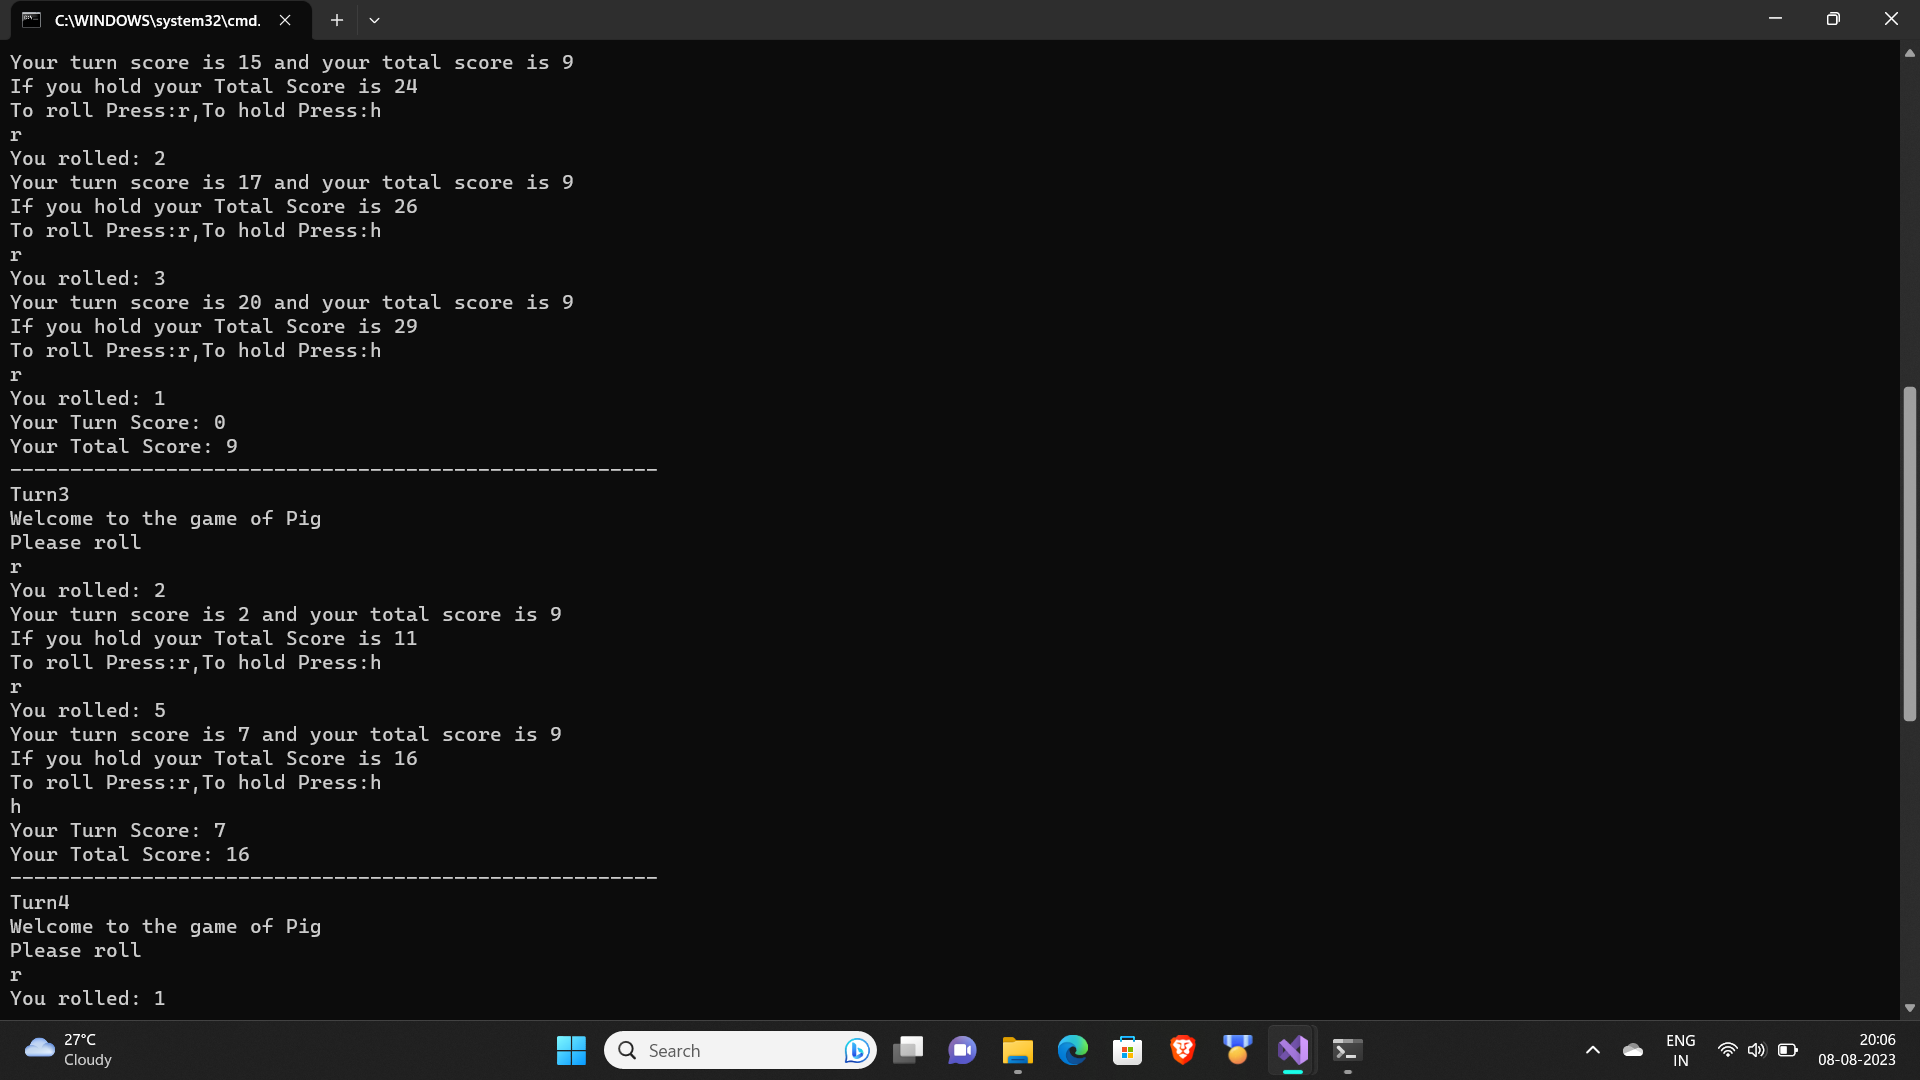 C:\WINDOWS\system32\cmd.
Your turn score is 15 and your total score is 9
If you hold your Total Score is 24
To roll Press:r,To hold Press:h
r
You rolled: 2
Your turn score is 17 and your total score is 9
If you hold your Total Score is 26
To roll Press:r,To hold Press:h
r
You rolled: 3
Your turn score is 20 and your total score is 9
If you hold your Total Score is 29
To roll Press:r,To hold Press:h
r
You rolled: 1
Your Turn Score: 0
Your Total Score: 9
------------------------------------------------------
Turn3
Welcome to the game of Pig
Please roll
r
You rolled: 2
Your turn score is 2 and your total score is 9
If you hold your Total Score is 11
To roll Press:r,To hold Press:h
r
You rolled: 5
Your turn score is 7 and your total score is 9
If you hold your Total Score is 16
To roll Press:r,To hold Press:h
h
Your Turn Score: 7
Your Total Score: 16
------------------------------------------------------
Turn4
Welcome to the game of Pig
Please roll
r
You rolled: 1
27°C
Cloudy
Search
ENG
IN
20:06
08-08-2023